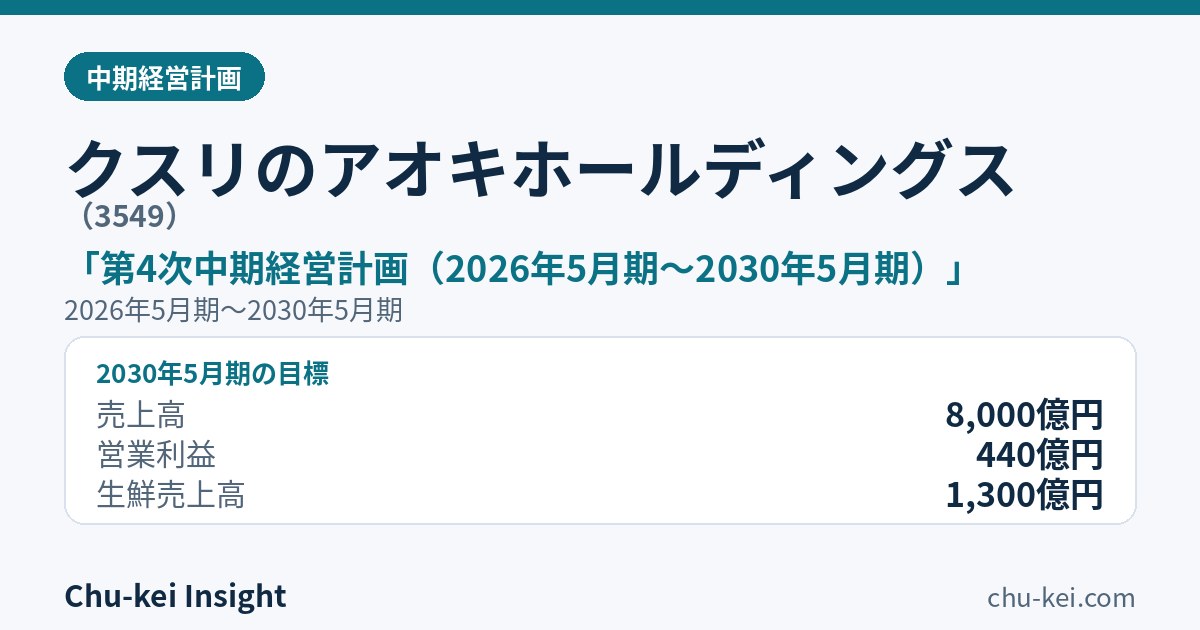 中期経営計画
クスリのアオキホールディングス
（3549）
「第4次中期経営計画（2026年5月期～2030年5月期）」
2026年5月期～2030年5月期
2030年5月期の目標
売上高 8,000億円
営業利益 440億円
生鮮売上高 1,300億円
Chu-kei Insight chu-kei.com